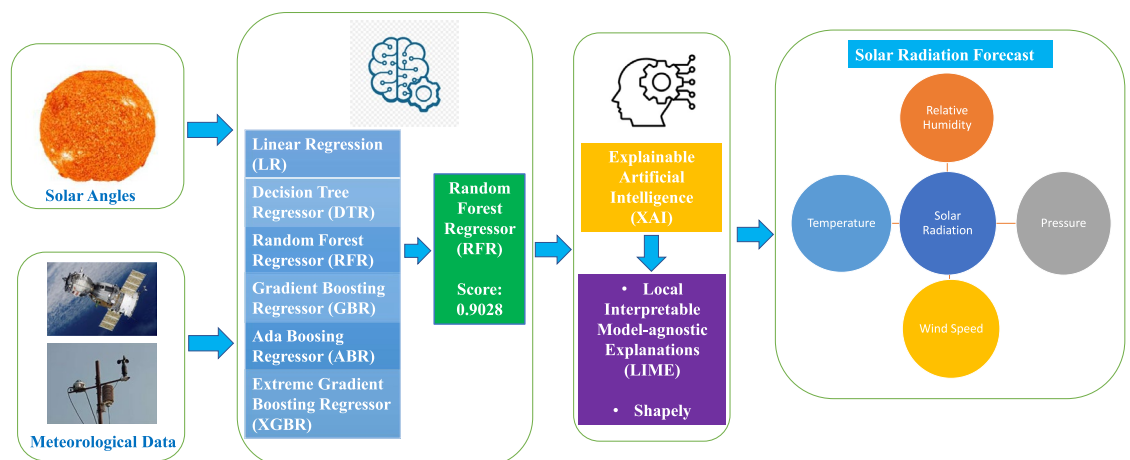 Solar Angles
Meteorological Data
Linear Regression
(LR)
Decision Tree
Regressor (DTR)
Random Forest
Regressor (RFR)
Gradient Boosting
Regressor (GBR)
Ada Boosing
Regressor (ABR)
Extreme Gradient
Boosting Regressor
(XGBR)
Random
Forest
Regressor
(RFR)
Score:
0.9028
Explainable
Artificial
Intelligence
(XAI)
• Local
Interpretable
Model-agnostic
Explanations
(LIME)
• Shapely
Solar Radiation Forecast
Relative
Humidity
Temperature
Solar
Radiation
Pressure
Wind Speed